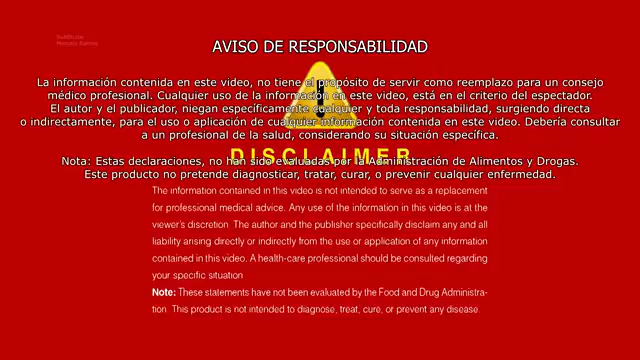 AVISO DE RESPONSABILIDAD
La información contenida en este video, no tiene el propósito de servir como reemplazo para un consejo
médico profesional. Cualquier uso de la información en este video, está en el criterio del espectador.
El autor y el publicador, niegan específicamente cualquier y toda responsabilidad, surgiendo directa
o indirectamente, para el uso o aplicación de cualquier información contenida en este video. Debería consultar
a un profesional de la salud, considerando su situación específica.
DISCLAIMER
Nota: Estas declaraciones, no han sido evaluadas por la Administración de Alimentos y Drogas.
Este producto no pretende diagnosticar, tratar, curar, o prevenir cualquier enfermedad.
The information contained in this video is not intended to serve as a replacement
for professional medical advice. Any use of the information in this video is at the
viewer's discretion. The author and the publisher specifically disclaim any and all
liability arising directly or indirectly from the use or application of any information
contained in this video. A health-care professional should be consulted regarding
your specific situation.
Note: These statements have not been evaluated by the Food and Drug Administra-
tion. This product is not intended to diagnose, treat, cure, or prevent any disease.